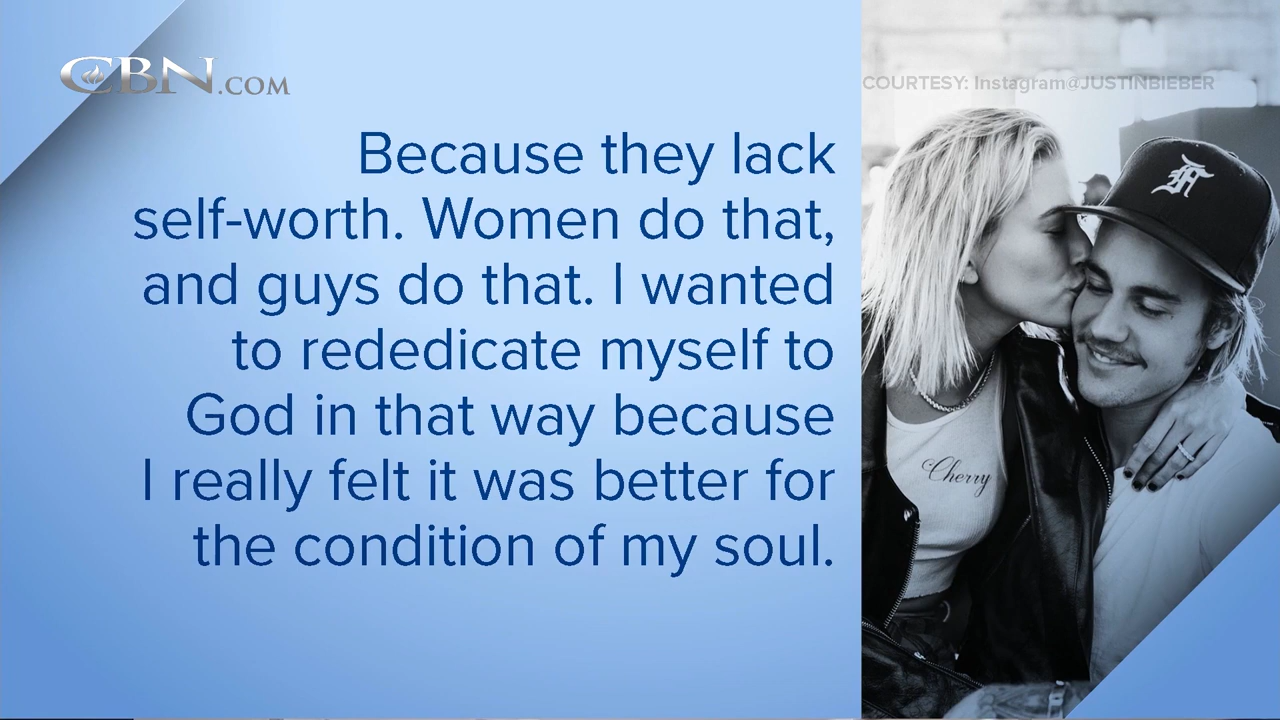 CBN.COM
COURTESY: Instagram@JUSTINBIEBER
Because they lack
self-worth. Women do that,
and guys do that. I wanted
to rededicate myself to
God in that way because
I really felt it was better for
the condition of my soul.
Cherry